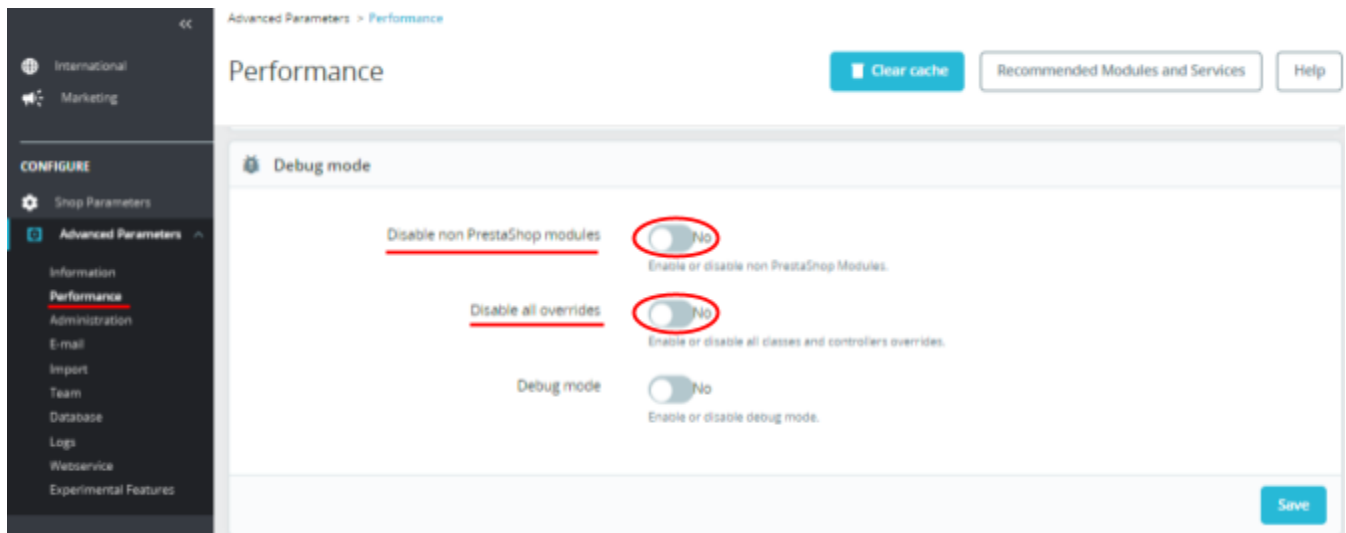 Advanced Parameters > Performance
International
Marketing
Performance
Clear cache
Recommended Modules and Services
Help
CONFIGURE
Shop Parameters
Advanced Parameters
Information
Performance
Administration
E-mail
Import
Team
Database
Logs
Webservice
Experimental Features
Debug mode
Disable non PrestaShop modules
No
Enable or disable non PrestaShop Modules.
Disable all overrides
No
Enable or disable all classes and controllers overrides.
Debug mode
No
Enable or disable debug mode.
Save